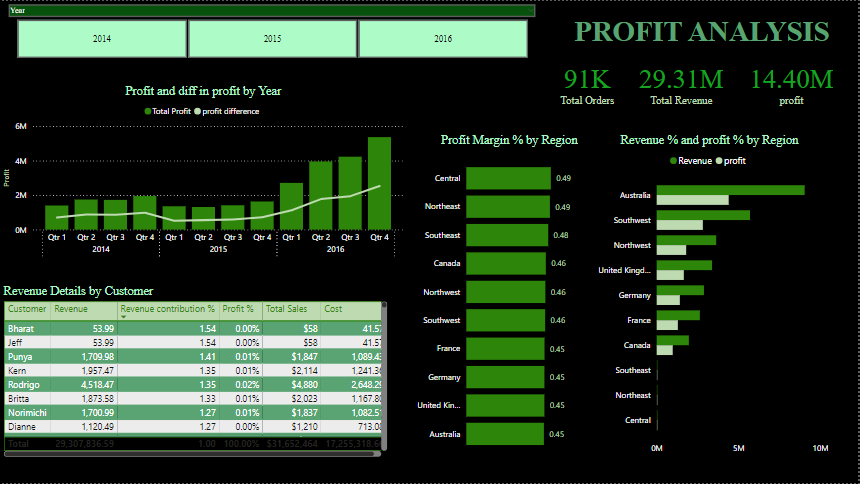 Year
2014 2015 2016
PROFIT ANALYSIS
91K 29.31M 14.40M
Total Orders Total Revenue profit
Profit and diff in profit by Year
Total Profit profit difference
Profit
6M
4M
2M
0M
Qtr 1 Qtr 2 Qtr 3 Qtr 4 Qtr 1 Qtr 2 Qtr 3 Qtr 4 Qtr 1 Qtr 2 Qtr 3 Qtr 4
2014 2015 2016
Profit Margin % by Region
Central 0.49
Northeast 0.49
Southeast 0.48
Canada 0.46
Northwest 0.46
Southwest 0.46
France 0.45
Germany 0.45
United Kin... 0.45
Australia 0.45
Revenue % and profit % by Region
Revenue profit
Australia
Southwest
Northwest
United Kingd...
Germany
France
Canada
Southeast
Northeast
Central
0M 5M 10M
Revenue Details by Customer
Customer Revenue Revenue contribution % Profit % Total Sales Cost
Bharat 53.99 1.54 0.00% $58 41.57
Jeff 53.99 1.54 0.00% $58 41.57
Punya 1,709.98 1.41 0.01% $1,847 1,089.43
Kern 1,957.47 1.35 0.01% $2,114 1,241.36
Rodrigo 4,518.47 1.35 0.02% $4,880 2,648.29
Britta 1,873.58 1.33 0.01% $2,023 1,167.80
Norimichi 1,700.99 1.27 0.01% $1,837 1,082.51
Dianne 1,120.49 1.27 0.00% $1,210 713.08
Total 29,307,836.59 1.00 100.00% $31,652,464